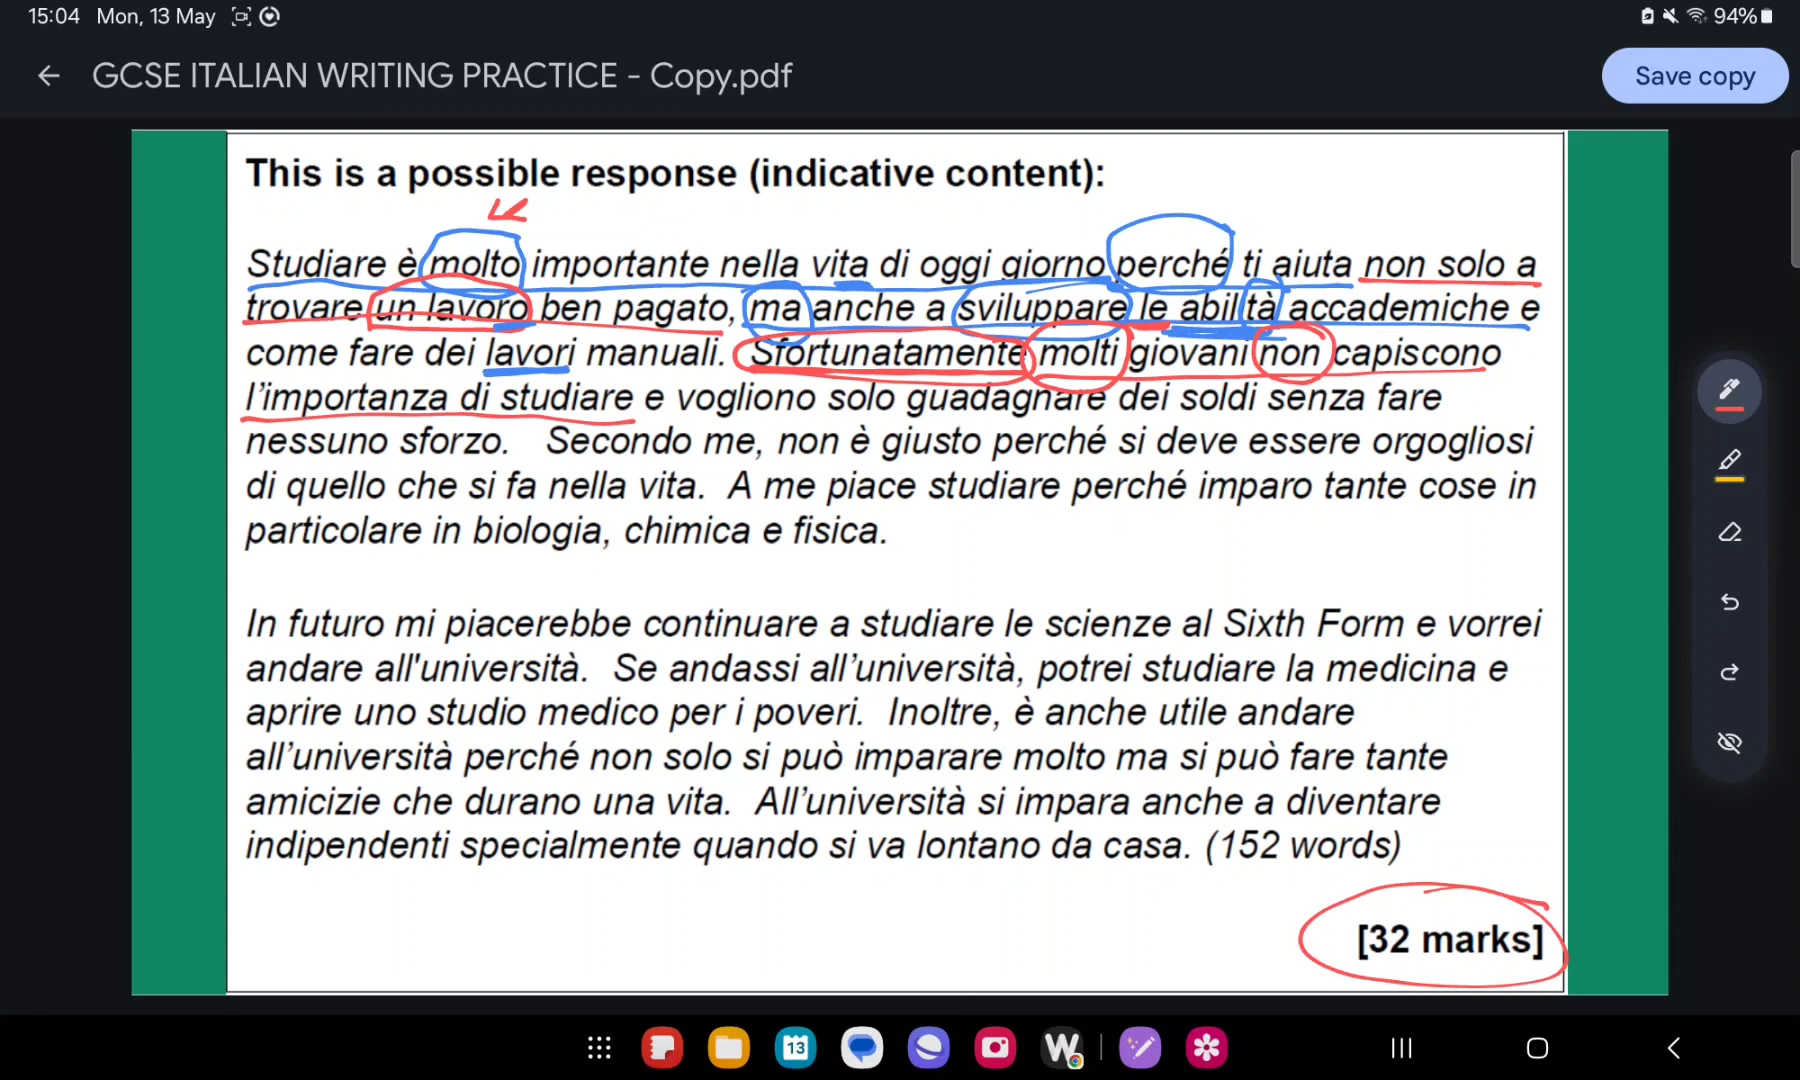 15:04 Mon, 13 May 94%
GCSE ITALIAN WRITING PRACTICE - Copy.pdf
Save copy
This is a possible response (indicative content):
Studiare è molto importante nella vita di oggi giorno perché ti aiuta non solo a
trovare un lavoro ben pagato, ma anche a sviluppare le abiltà accademiche e
come fare dei lavori manuali. Sfortunatamente molti giovani non capiscono
l’importanza di studiare e vogliono solo guadagnare dei soldi senza fare
nessuno sforzo. Secondo me, non è giusto perché si deve essere orgogliosi
di quello che si fa nella vita. A me piace studiare perché imparo tante cose in
particolare in biologia, chimica e fisica.
In futuro mi piacerebbe continuare a studiare le scienze al Sixth Form e vorrei
andare all'università. Se andassi all’università, potrei studiare la medicina e
aprire uno studio medico per i poveri. Inoltre, è anche utile andare
all’università perché non solo si può imparare molto ma si può fare tante
amicizie che durano una vita. All’università si impara anche a diventare
indipendenti specialmente quando si va lontano da casa. (152 words)
[32 marks]
13
W